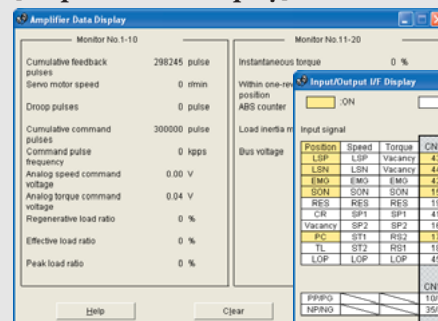 Amplifier Data Display
Monitor No.1-10
Cumulative feedback pulses 298245 pulse
Servo motor speed 0 r/min
Droop pulses 0 pulse
Cumulative command pulses 300000 pulse
Command pulse frequency 0 kpps
Analog speed command voltage 0.00 V
Analog torque command voltage 0.04 V
Regenerative load ratio 0 %
Effective load ratio 0 %
Peak load ratio 0 %
Help
Clear
Monitor No.11-20
Instantaneous torque 0 %
Within one-rev
position
ABS counter
Load inertia m
Bus voltage
Input/Output I/F Display
:ON
Input signal
Position Speed Torque CN
LSP LSP Vacancy
LSN LSN Vacancy
EMG EMG EMG
SON SON SON
RES RES RES
CR SP1 SP1
Vacancy SP2 SP2
PC ST1 RS2
TL ST2 RS1
LOP LOP LOP
CN
PP/PG 10/
NP/NG 35/